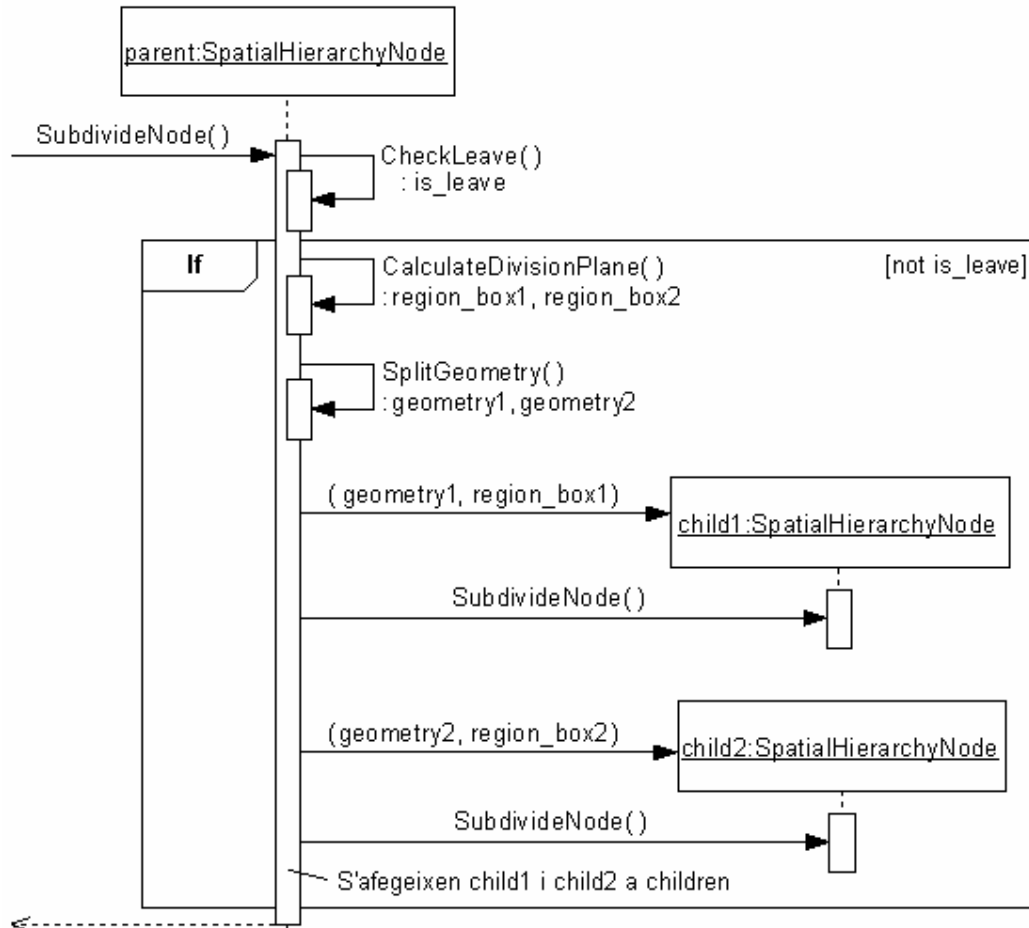 parent:SpatialHierarchyNode
SubdivideNode()
CheckLeave()
: is_leave
If
CalculateDivisionPlane()
[not is_leave]
:region_box1, region_box2
SplitGeometry()
:geometry1,geometry2
( geometry1, region_box1)
child1:SpatialHierarchyNode
SubdivideNode()
(geometry2, region_box2)
child2:SpatialHierarchyNode
SubdivideNode()
S'afegeixen child1 i child2 a children